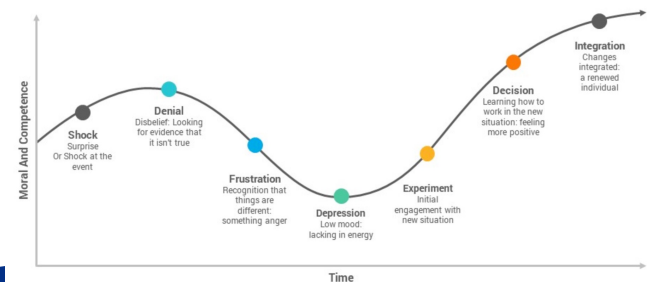 Moral And Competence
Shock
Surprise
Or Shock at the
event
Denial
Disbelief: Looking
for evidence that
it isn't true
Frustration
Recognition that
things are
different:
something anger
Depression
Low mood:
lacking in energy
Experiment
Initial
engagement with
new situation
Decision
Learning how to
work in the new
situation: feeling
more positive
Integration
Changes
integrated:
a renewed
individual
Time